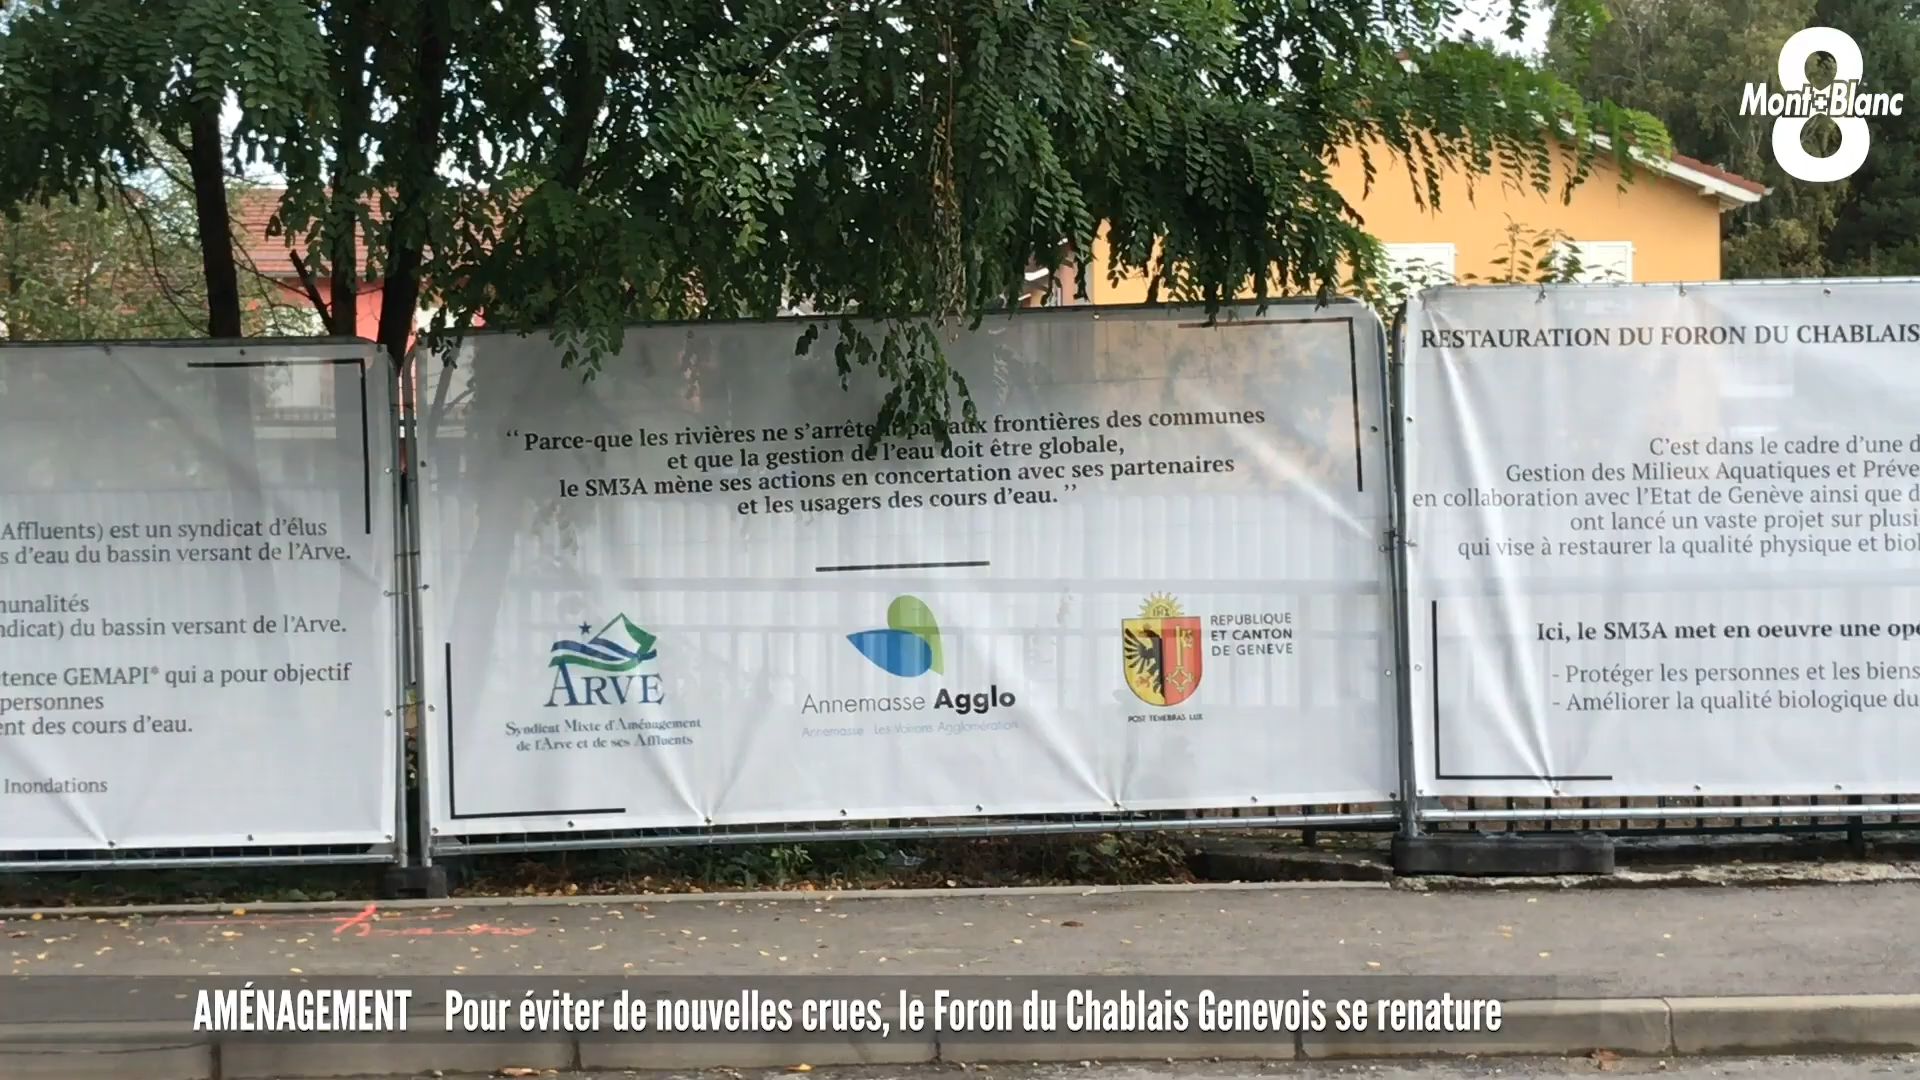 8
Mont Blanc
Affluents) est un syndicat d'élus
s d'eau du bassin versant de l'Arve.
munalités
ndicat) du bassin versant de l'Arve.
tence GEMAPI* qui a pour objectif
personnes
ent des cours d'eau.
Inondations
“ Parce-que les rivières ne s'arrêtent pas aux frontières des communes
et que la gestion de l'eau doit être globale,
le SM3A mène ses actions en concertation avec ses partenaires
et les usagers des cours d'eau. ”
ARVE
Syndicat Mixte d'Aménagement
de l'Arve et de ses Affluents
Annemasse Agglo
Annemasse - Les Voirons Agglomération
REPUBLIQUE
ET CANTON
DE GENEVE
POST TENEBRAS LUX
RESTAURATION DU FORON DU CHABLAIS
C'est dans le cadre d'une d
Gestion des Milieux Aquatiques et Préve
en collaboration avec l'Etat de Genève ainsi que d
ont lancé un vaste projet sur plusi
qui vise à restaurer la qualité physique et biol
Ici, le SM3A met en oeuvre une opé
- Protéger les personnes et les biens
- Améliorer la qualité biologique du
AMÉNAGEMENT Pour éviter de nouvelles crues, le Foron du Chablais Genevois se renature